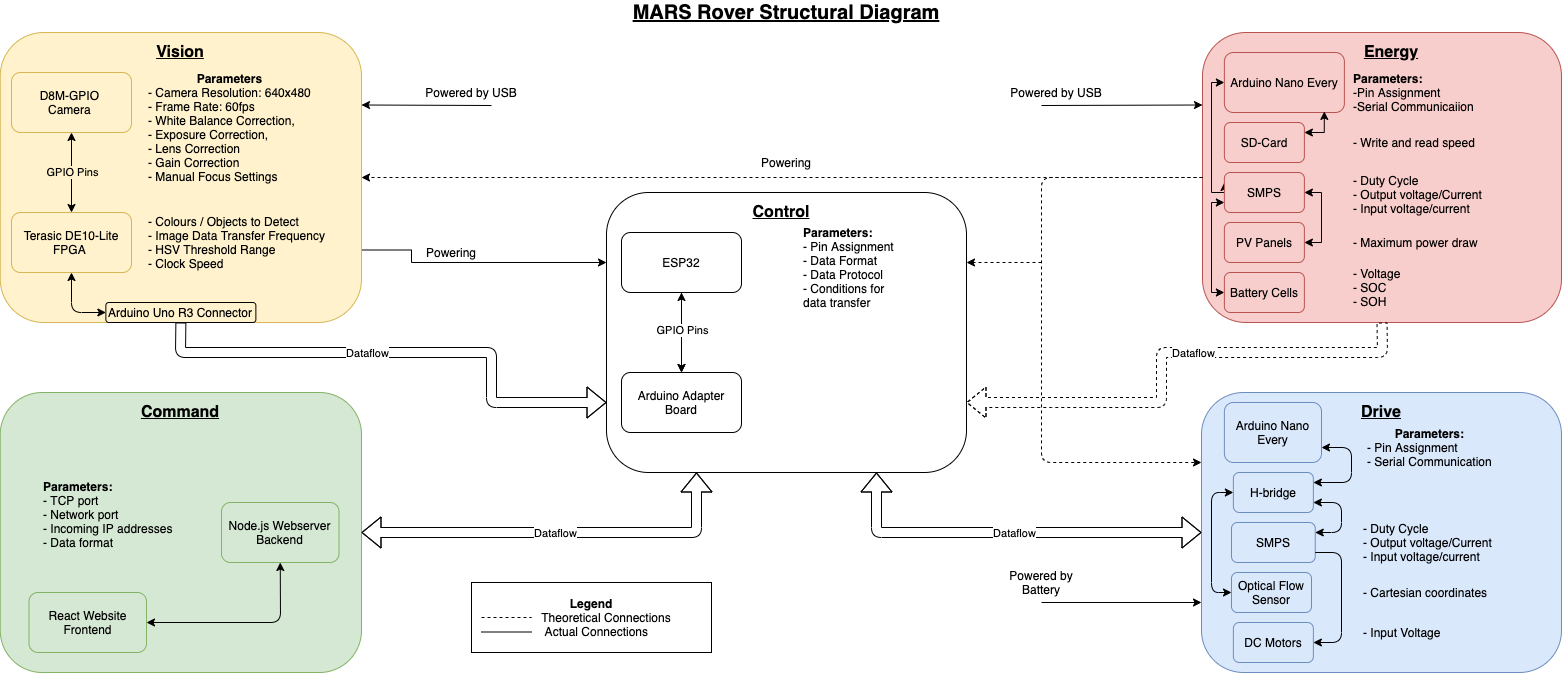 MARS Rover Structural Diagram
Vision
D8M-GPIO
Camera
GPIO Pins
Terasic DE10-Lite
FPGA
Arduino Uno R3 Connector
Parameters
- Camera Resolution: 640x480
- Frame Rate: 60fps
- White Balance Correction,
- Exposure Correction,
- Lens Correction
- Gain Correction
- Manual Focus Settings
- Colours / Objects to Detect
- Image Data Transfer Frequency
- HSV Threshold Range
- Clock Speed
Powered by USB
Powered by USB
Powering
Powering
Dataflow
Control
ESP32
GPIO Pins
Arduino Adapter
Board
Parameters:
- Pin Assignment
- Data Format
- Data Protocol
- Conditions for
data transfer
Energy
Arduino Nano Every
SD-Card
SMPS
PV Panels
Battery Cells
Parameters:
-Pin Assignment
-Serial Communicaiion
- Write and read speed
- Duty Cycle
- Output voltage/Current
- Input voltage/current
- Maximum power draw
- Voltage
- SOC
- SOH
Dataflow
Command
Parameters:
- TCP port
- Network port
- Incoming IP addresses
- Data format
Node.js Webserver
Backend
React Website
Frontend
Dataflow
Dataflow
Legend
Theoretical Connections
Actual Connections
Powered by
Battery
Drive
Arduino Nano
Every
H-bridge
SMPS
Optical Flow
Sensor
DC Motors
Parameters:
- Pin Assignment
- Serial Communication
- Duty Cycle
- Output voltage/Current
- Input voltage/current
- Cartesian coordinates
- Input Voltage